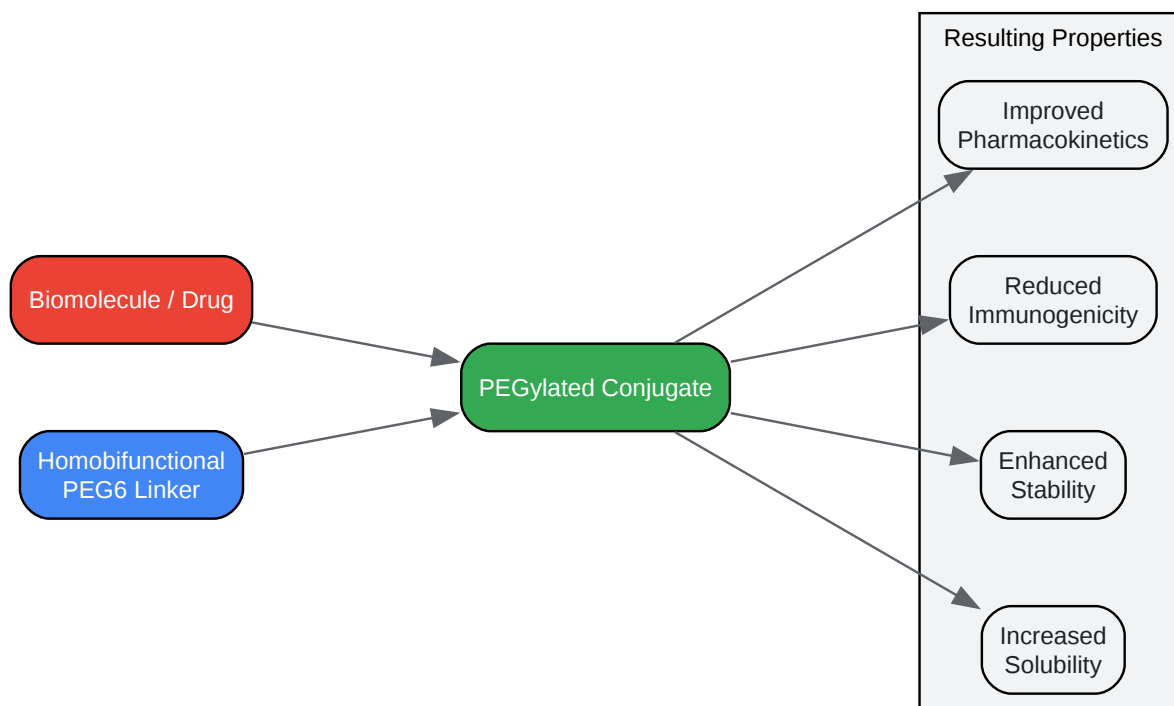 Biomolecule / Drug
Homobifunctional
PEG6 Linker
PEGylated Conjugate
Resulting Properties
Improved
Pharmacokinetics
Reduced
Immunogenicity
Enhanced
Stability
Increased
Solubility